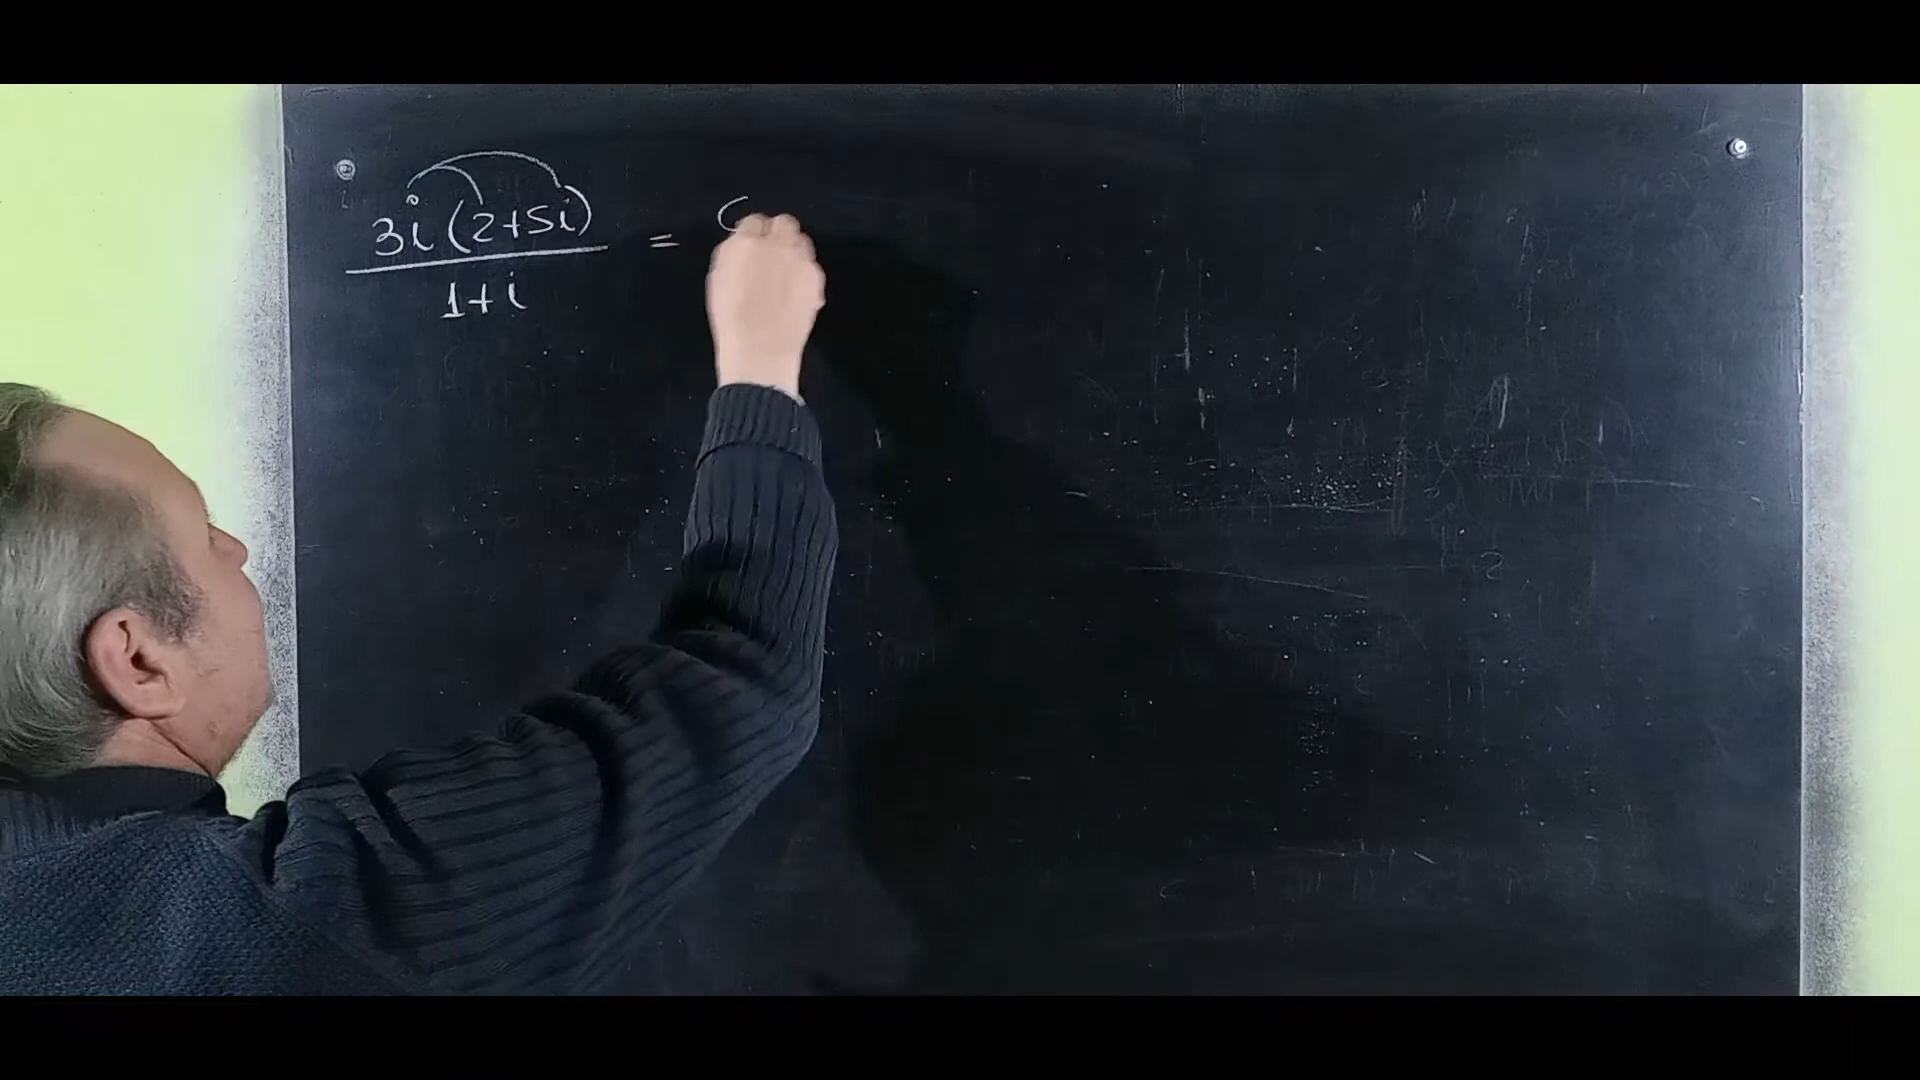 3i(2+5i) =
1+i